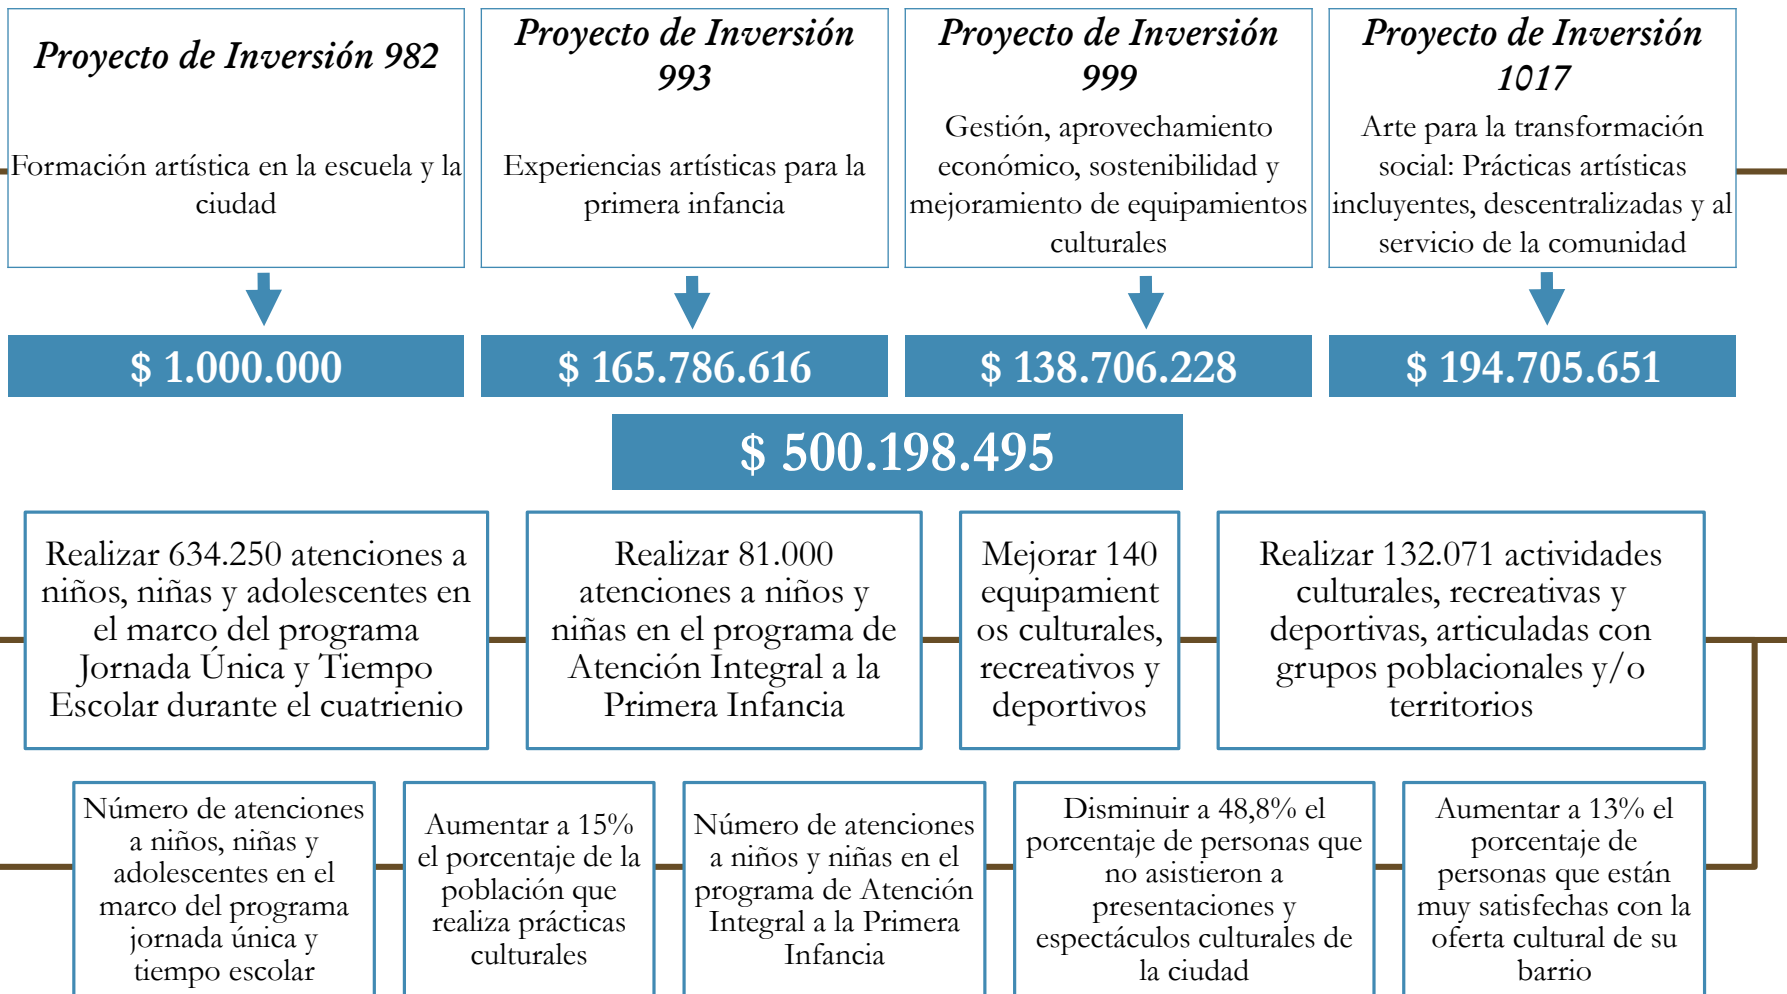 Proyecto de Inversión 982
Formación artística en la escuela y la
ciudad
Proyecto de Inversión
993
Experiencias artísticas para la
primera infancia
Proyecto de Inversión
999
Gestión, aprovechamiento
económico, sostenibilidad y
mejoramiento de equipamientos
culturales
Proyecto de Inversión
1017
Arte para la transformación
social: Prácticas artísticas
incluyentes, descentralizadas y al
servicio de la comunidad
$ 1.000.000
$ 165.786.616
$ 138.706.228
$ 194.705.651
$ 500.198.495
Realizar 634.250 atenciones a
niños, niñas y adolescentes en
el marco del programa
Jornada Única y Tiempo
Escolar durante el cuatrienio
Realizar 81.000
atenciones a niños y
niñas en el programa de
Atención Integral a la
Primera Infancia
Mejorar 140
equipamient
os culturales,
recreativos y
deportivos
Realizar 132.071 actividades
culturales, recreativas y
deportivas, articuladas con
grupos poblacionales y/o
territorios
Número de atenciones
a niños, niñas y
adolescentes en el
marco del programa
jornada única y
tiempo escolar
Aumentar a 15%
el porcentaje de la
población que
realiza prácticas
culturales
Número de atenciones
a niños y niñas en el
programa de Atención
Integral a la Primera
Infancia
Disminuir a 48,8% el
porcentaje de personas que
no asistieron a
presentaciones y
espectáculos culturales de
la ciudad
Aumentar a 13% el
porcentaje de
personas que están
muy satisfechas con la
oferta cultural de su
barrio